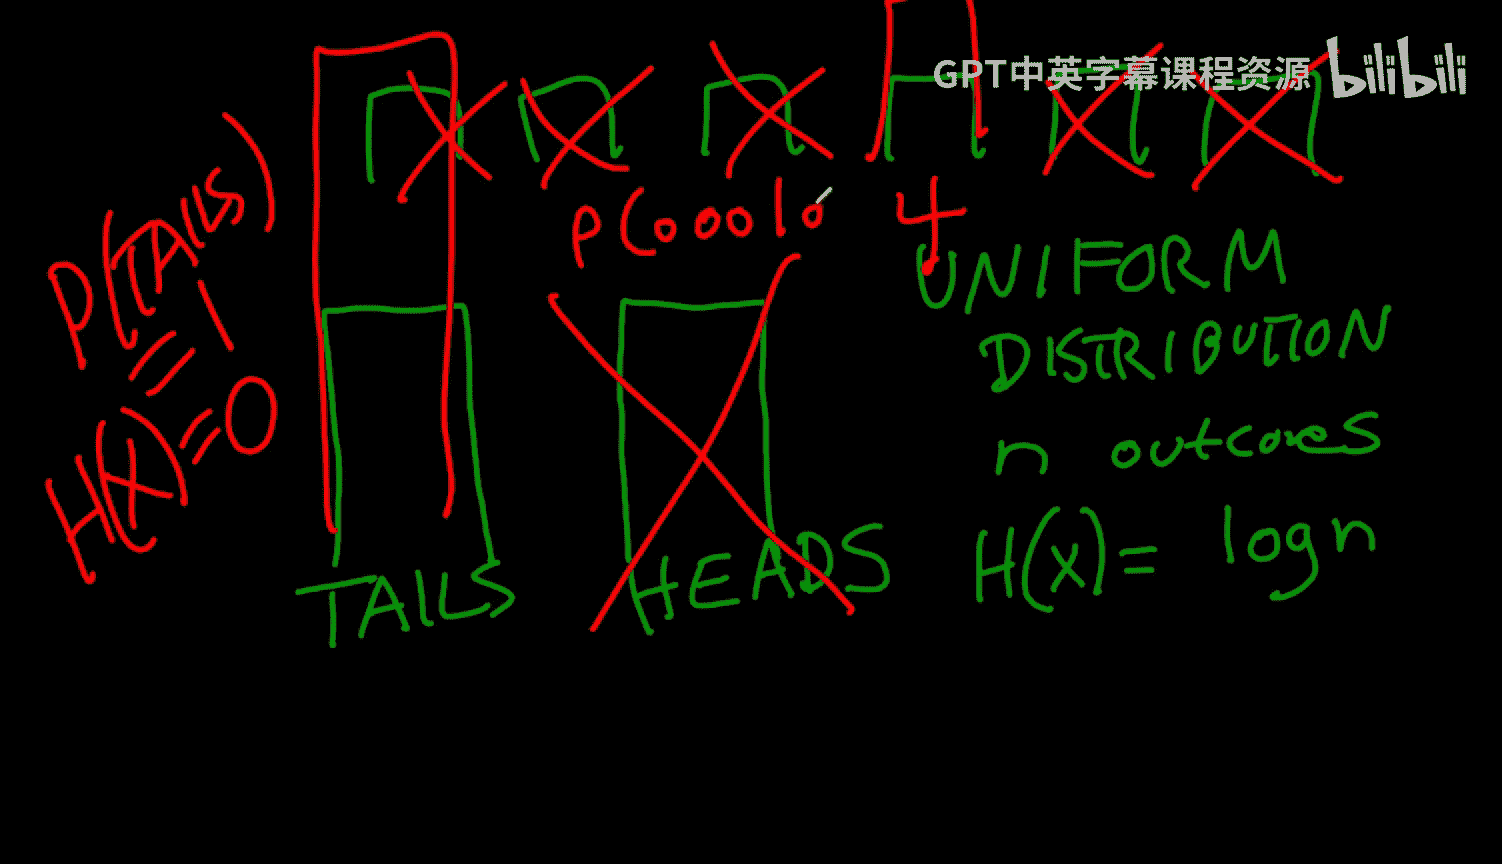 GPT中英字幕课程资源 bilibili
P(TAILS)
= 1
H(X)=0
P(00010
4
UNIFORM
DISTRIBUTION
n outcomes
H(X)= logn
TAILS
HEADS